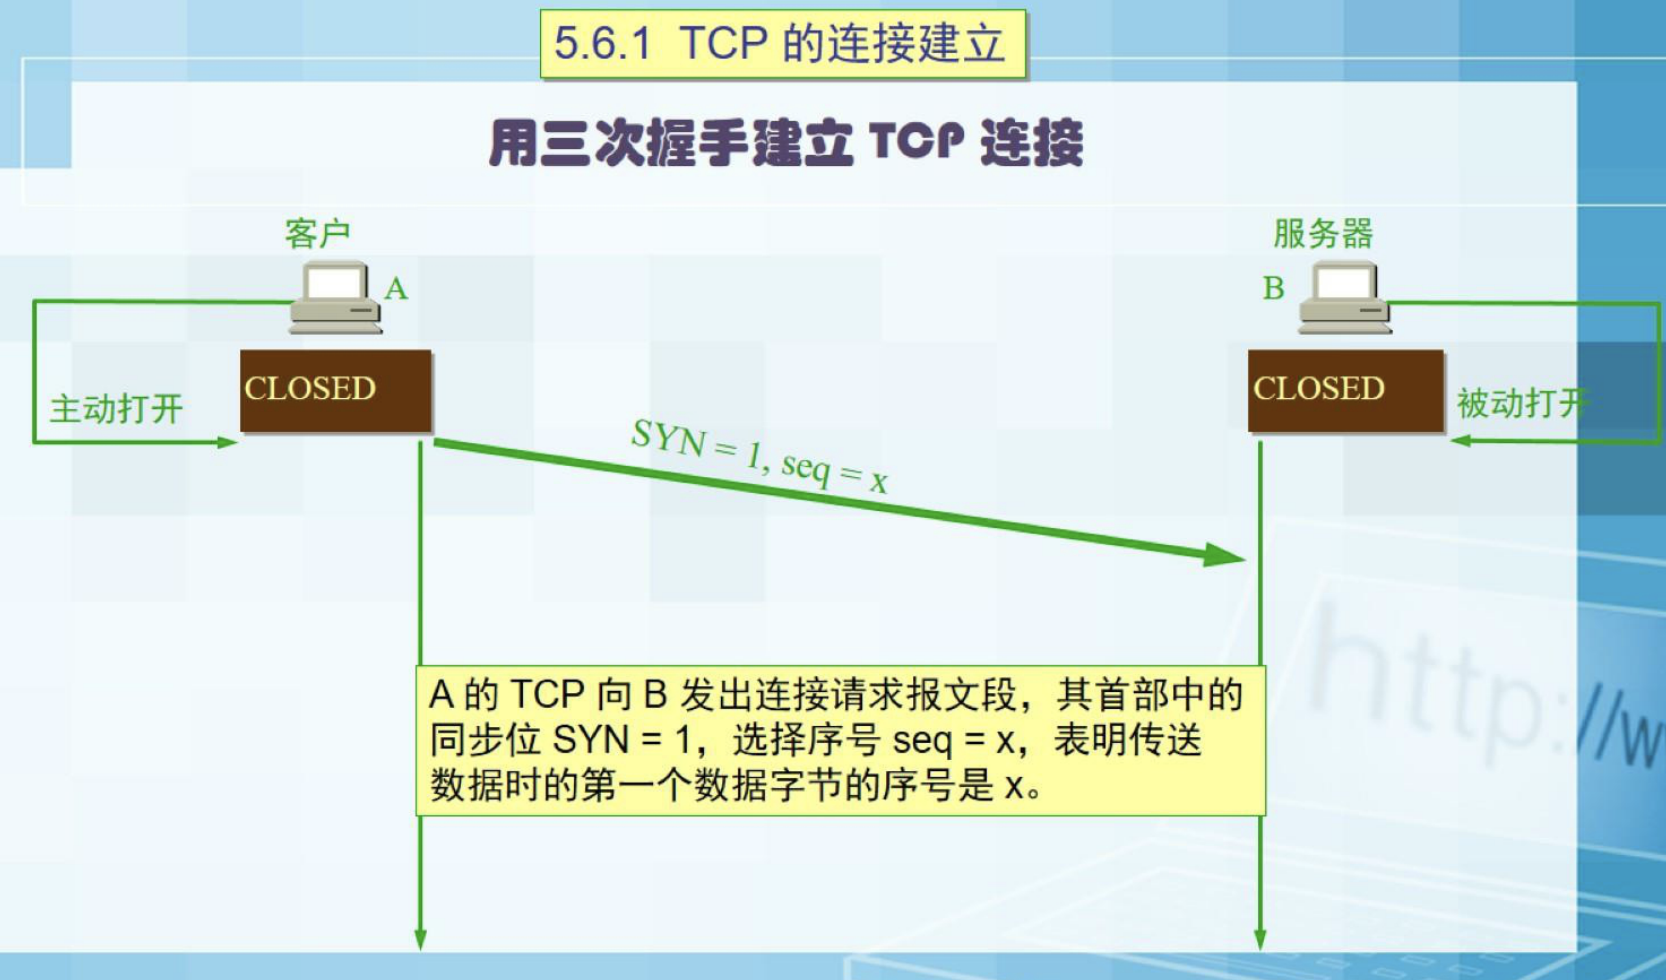 5.6.1 TCP 的连接建立
用三次握手建立 TCP 连接
客户
服务器
A
B
CLOSED
CLOSED
主动打开
被动打开
SYN = 1, seq = x
A 的 TCP 向 B 发出连接请求报文段，其首部中的
同步位 SYN = 1，选择序号 seq = x，表明传送
数据时的第一个数据字节的序号是 x。
http://w